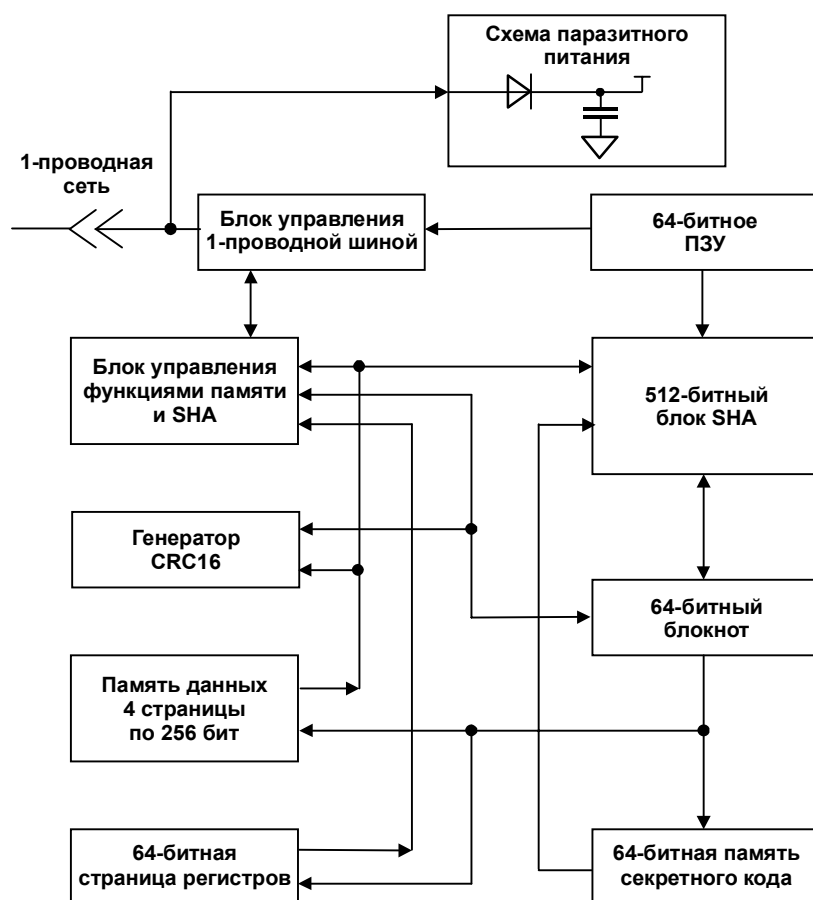 Схема паразитного
питания
1-проводная
сеть
Блок управления
1-проводной шиной
64-битное
ПЗУ
Блок управления
функциями памяти
и SHA
512-битный
блок SHA
Генератор
CRC16
64-битный
блокнот
Память данных
4 страницы
по 256 бит
64-битная
страница регистров
64-битная память
секретного кода